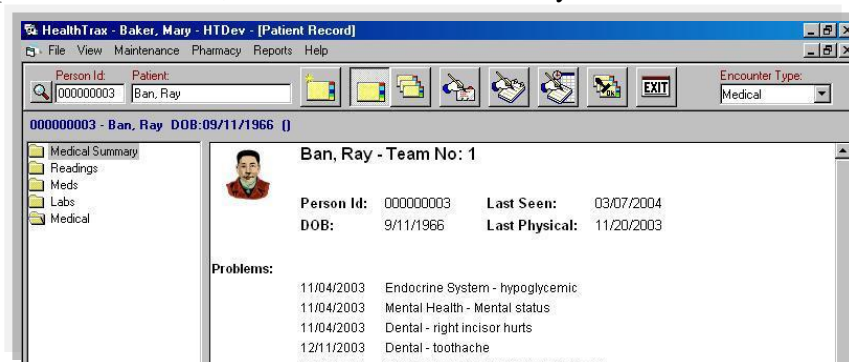 HealthTrax - Baker, Mary - HTDev - [Patient Record]
File View Maintenance Pharmacy Reports Help
Person Id: Patient: Encounter Type:
000000003 Ban, Ray EXIT Medical
000000003 - Ban, Ray DOB:09/11/1966 ()
Medical Summary
Readings
Meds
Labs
Medical
Ban, Ray - Team No: 1
Person Id: 000000003 Last Seen: 03/07/2004
DOB: 9/11/1966 Last Physical: 11/20/2003
Problems:
11/04/2003 Endocrine System - hypoglycemic
11/04/2003 Mental Health - Mental status
11/04/2003 Dental - right incisor hurts
12/11/2003 Dental - toothache